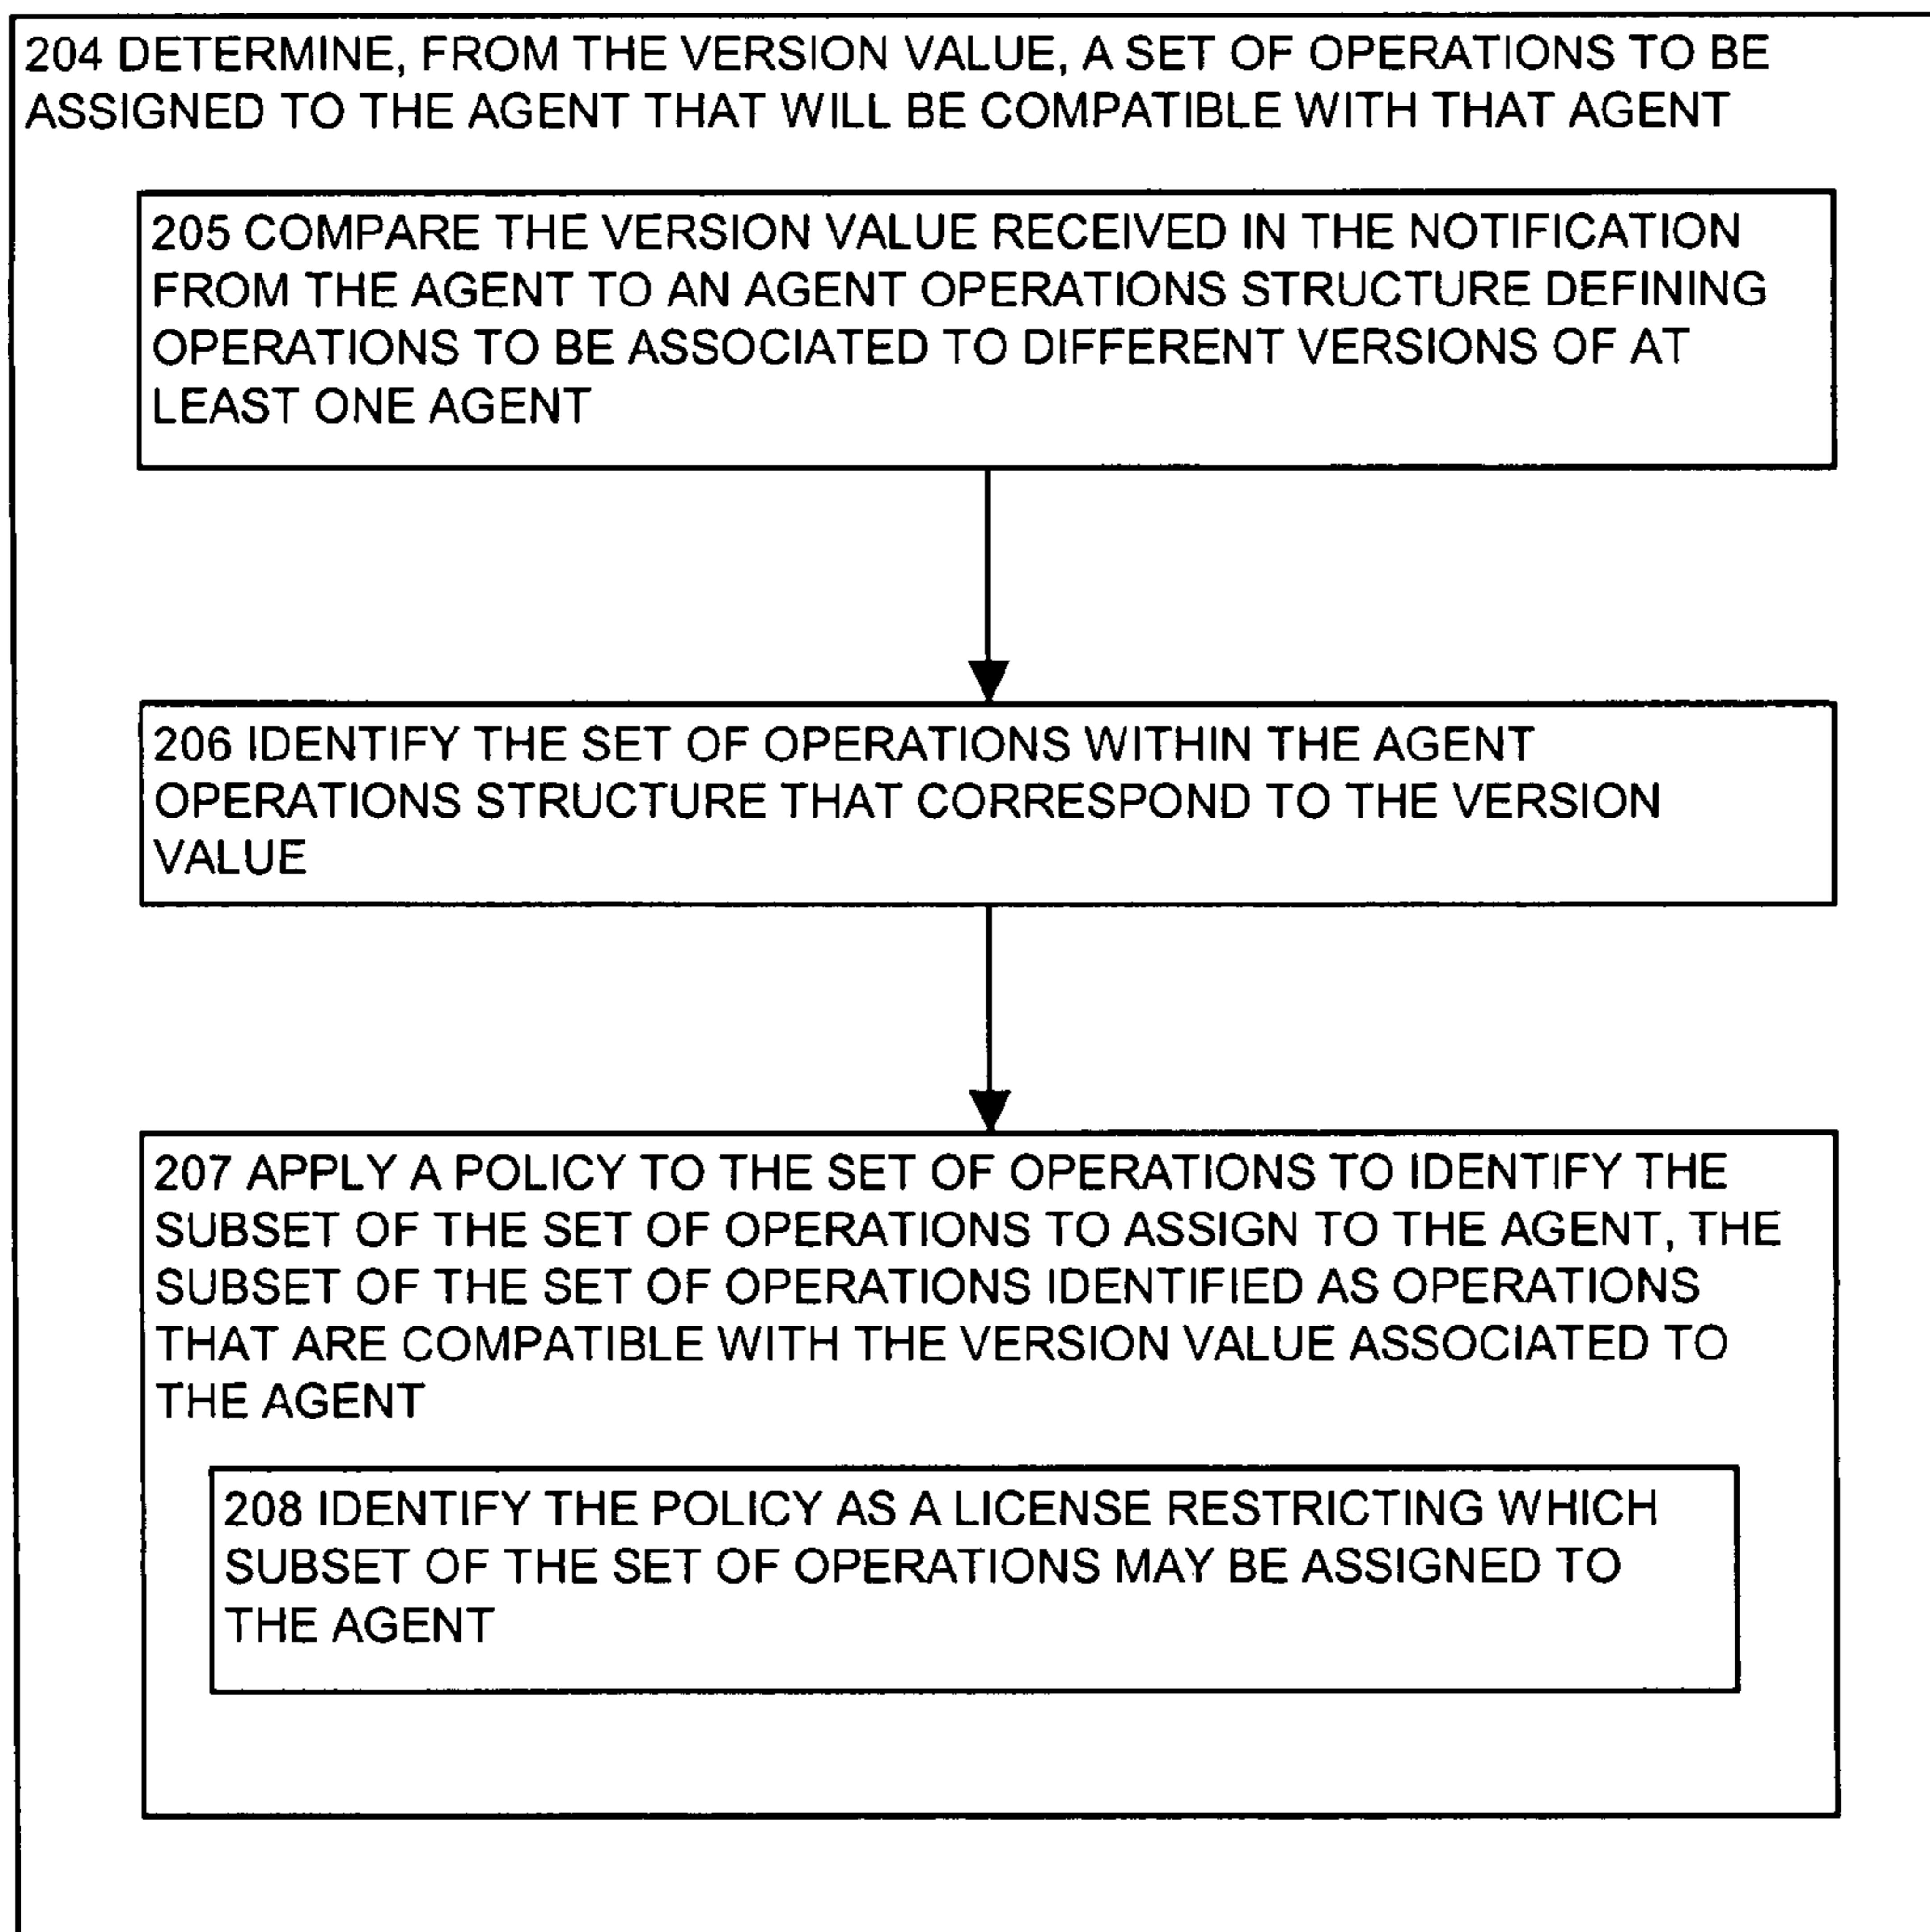 204 DETERMINE, FROM THE VERSION VALUE, A SET OF OPERATIONS TO BE
ASSIGNED TO THE AGENT THAT WILL BE COMPATIBLE WITH THAT AGENT
205 COMPARE THE VERSION VALUE RECEIVED IN THE NOTIFICATION
FROM THE AGENT TO AN AGENT OPERATIONS STRUCTURE DEFINING
OPERATIONS TO BE ASSOCIATED TO DIFFERENT VERSIONS OF AT
LEAST ONE AGENT
206 IDENTIFY THE SET OF OPERATIONS WITHIN THE AGENT
OPERATIONS STRUCTURE THAT CORRESPOND TO THE VERSION
VALUE
207 APPLY A POLICY TO THE SET OF OPERATIONS TO IDENTIFY THE
SUBSET OF THE SET OF OPERATIONS TO ASSIGN TO THE AGENT, THE
SUBSET OF THE SET OF OPERATIONS IDENTIFIED AS OPERATIONS
THAT ARE COMPATIBLE WITH THE VERSION VALUE ASSOCIATED TO
THE AGENT
208 IDENTIFY THE POLICY AS A LICENSE RESTRICTING WHICH
SUBSET OF THE SET OF OPERATIONS MAY BE ASSIGNED TO
THE AGENT